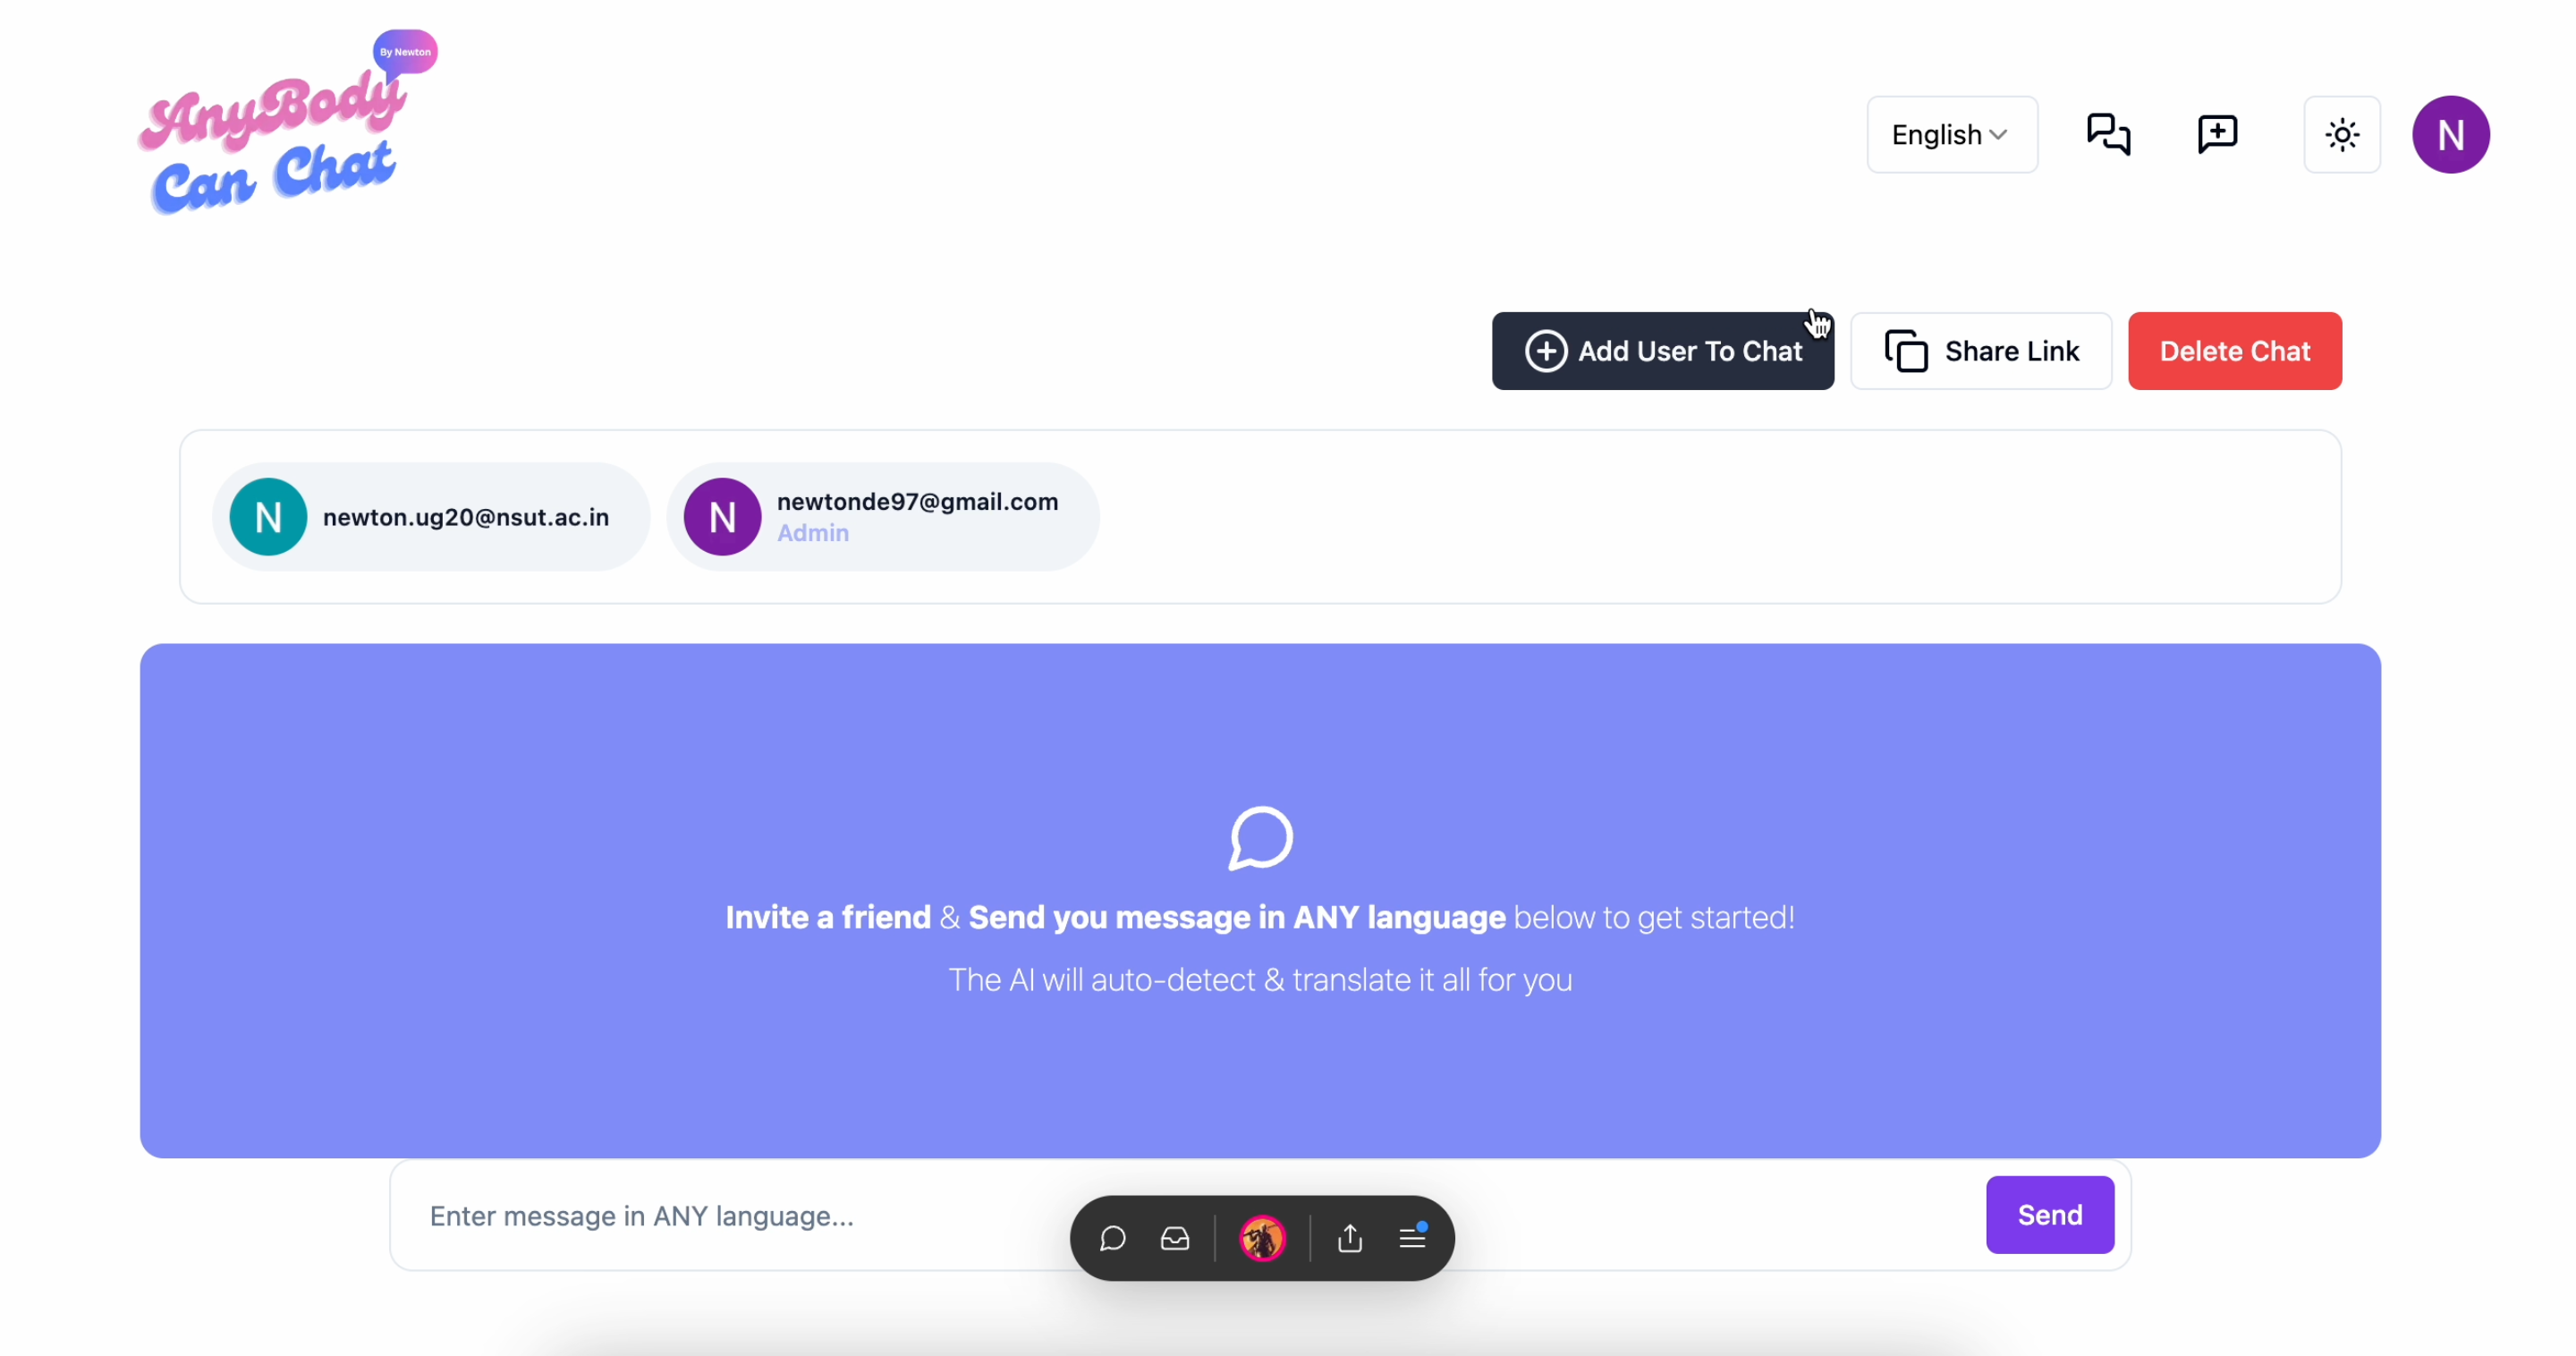 By Newton
AnyBody
Can Chat
English
N
Add User To Chat
Share Link
Delete Chat
N
newton.ug20@nsut.ac.in
N
newtonde97@gmail.com
Admin
Invite a friend & Send you message in ANY language below to get started!
The AI will auto-detect & translate it all for you
Enter message in ANY language...
Send